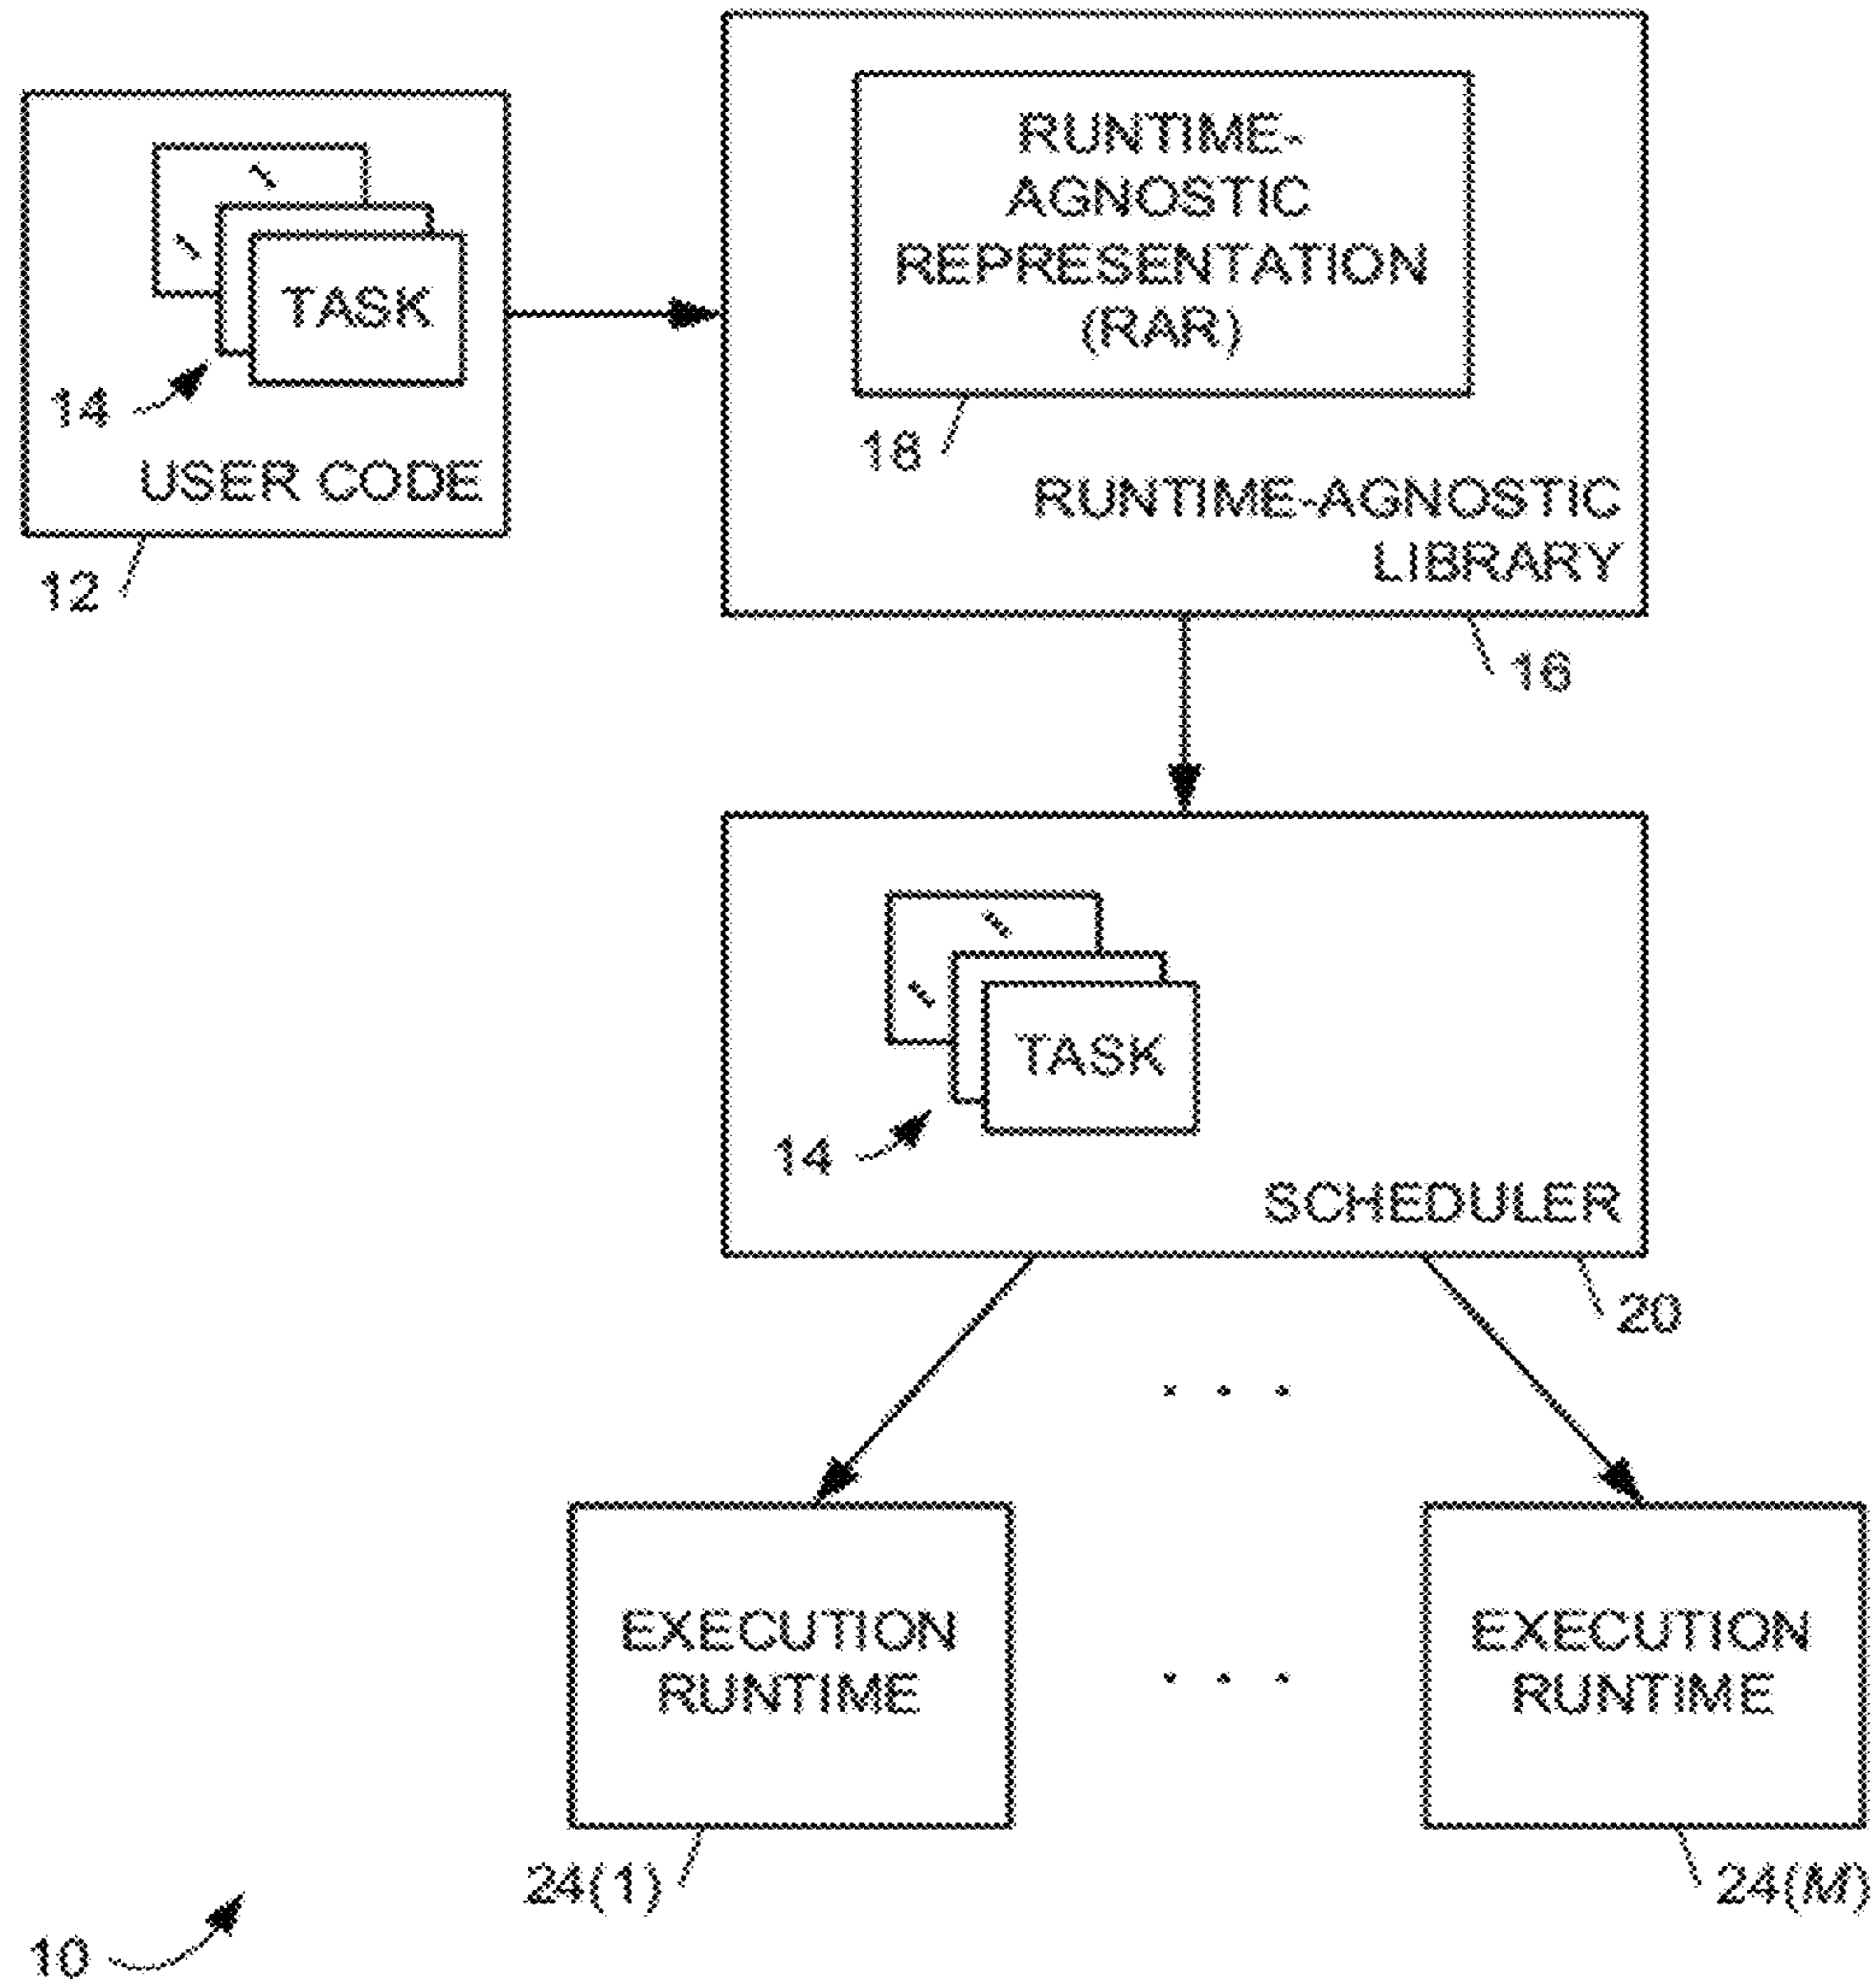 RUNTIME-
AGNOSTIC
REPRESENTATION
(RAR)
TASK
14
18
USER CODE
RUNTIME-AGNOSTIC
LIBRARY
12
16
TASK
14
SCHEDULER
20
. . .
EXECUTION
RUNTIME
. . .
EXECUTION
RUNTIME
24(1)
24(M)
10